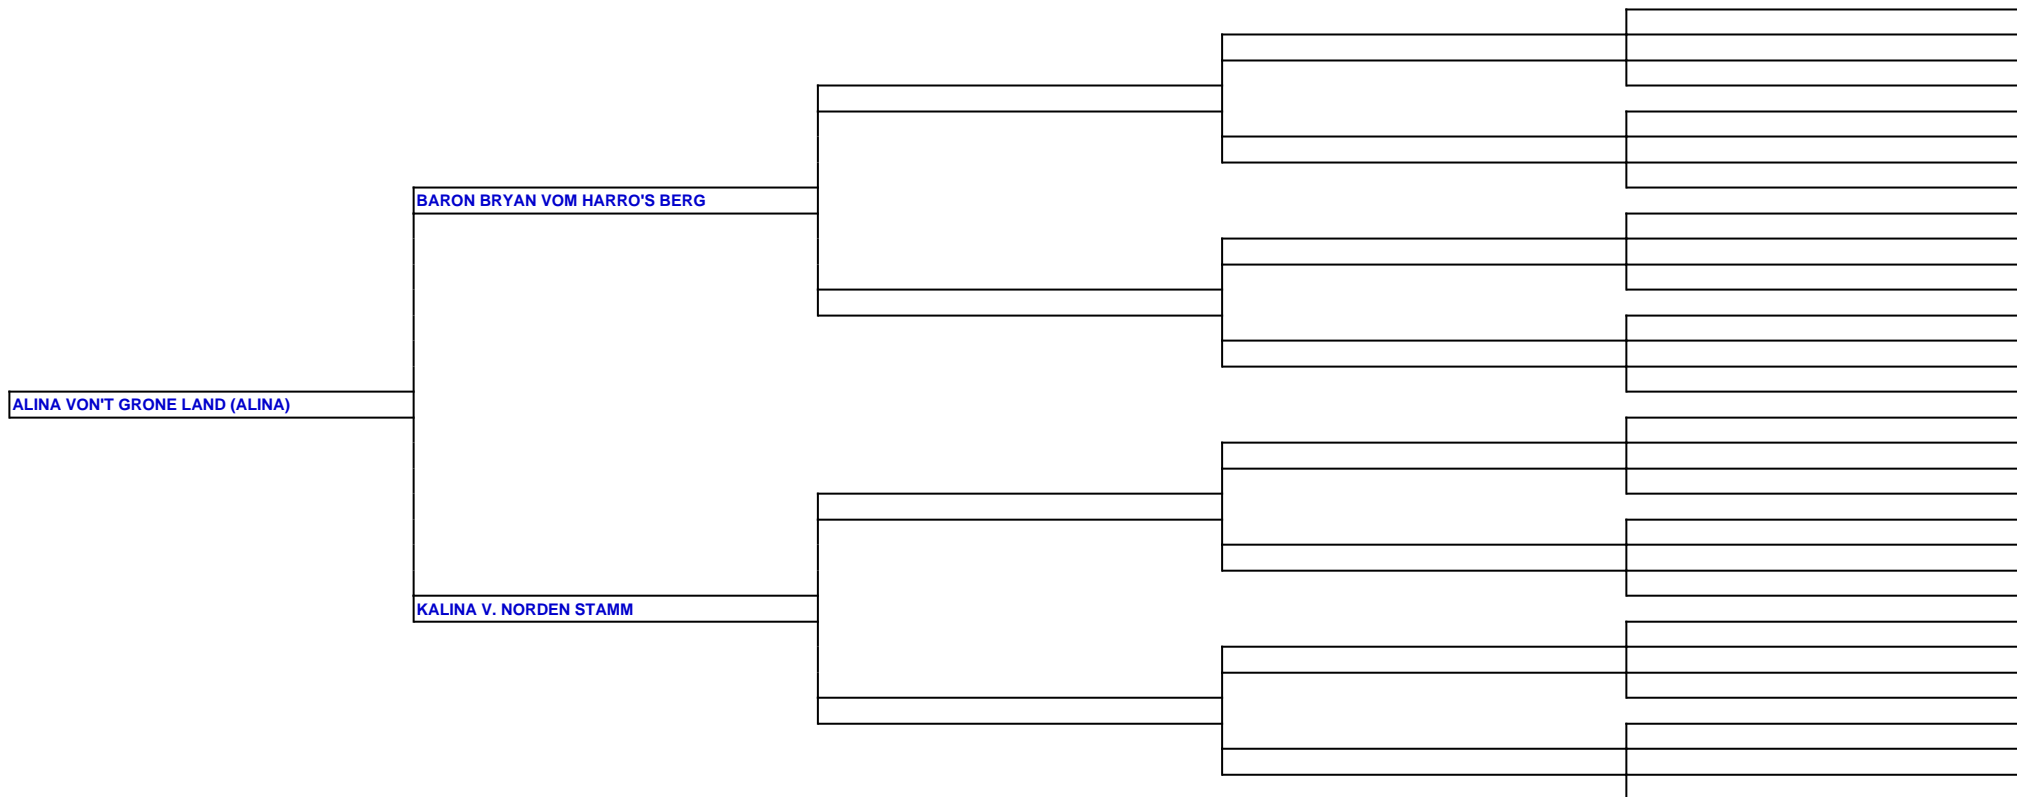 BARON BRYAN VOM HARRO'S BERG
ALINA VON'T GRONE LAND (ALINA)
KALINA V. NORDEN STAMM